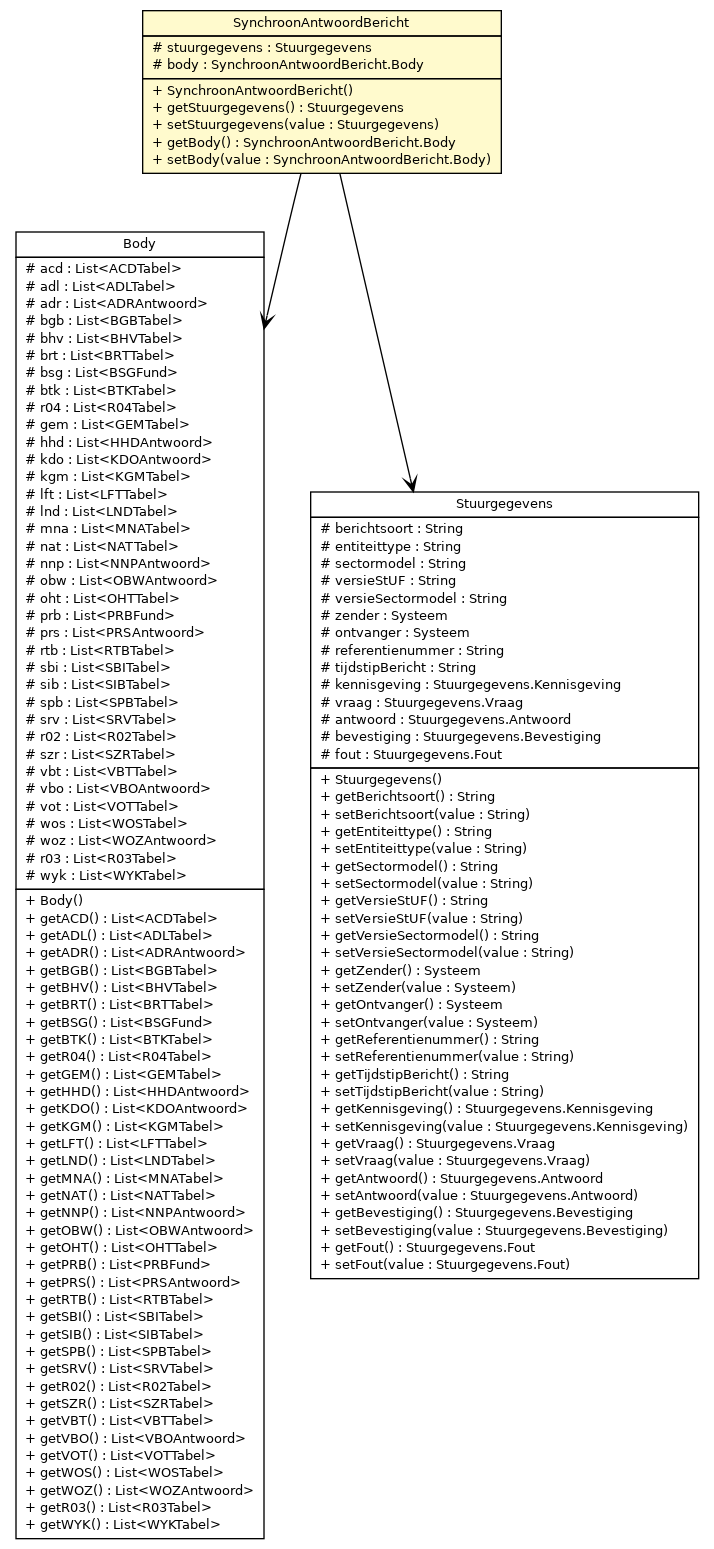 SynchroonAntwoordBericht
# stuurgegevens : Stuurgegevens
# body : SynchroonAntwoordBericht.Body
+ SynchroonAntwoordBericht()
+ getStuurgegevens() : Stuurgegevens
+ setStuurgegevens(value : Stuurgegevens)
+ getBody() : SynchroonAntwoordBericht.Body
+ setBody(value : SynchroonAntwoordBericht.Body)
Body
# acd : List<ACDTabel>
# adl : List<ADLTabel>
# adr : List<ADRAntwoord>
# bgb : List<BGBTabel>
# bhv : List<BHVTabel>
# brt : List<BRTTabel>
# bsg : List<BSGFund>
# btk : List<BTKTabel>
# r04 : List<R04Tabel>
# gem : List<GEMTabel>
# hhd : List<HHDAntwoord>
# kdo : List<KDOAntwoord>
# kgm : List<KGMTabel>
# lft : List<LFTTabel>
# lnd : List<LNDTabel>
# mna : List<MNATabel>
# nat : List<NATTabel>
# nnp : List<NNPAntwoord>
# obw : List<OBWAntwoord>
# oht : List<OHTTabel>
# prb : List<PRBFund>
# prs : List<PRSAntwoord>
# rtb : List<RTBTabel>
# sbi : List<SBITabel>
# sib : List<SIBTabel>
# spb : List<SPBTabel>
# srv : List<SRVTabel>
# r02 : List<R02Tabel>
# szr : List<SZRTabel>
# vbt : List<VBTTabel>
# vbo : List<VBOAntwoord>
# vot : List<VOTTabel>
# wos : List<WOSTabel>
# woz : List<WOZAntwoord>
# r03 : List<R03Tabel>
# wyk : List<WYKTabel>
+ Body()
+ getACD() : List<ACDTabel>
+ getADL() : List<ADLTabel>
+ getADR() : List<ADRAntwoord>
+ getBGB() : List<BGBTabel>
+ getBHV() : List<BHVTabel>
+ getBRT() : List<BRTTabel>
+ getBSG() : List<BSGFund>
+ getBTK() : List<BTKTabel>
+ getR04() : List<R04Tabel>
+ getGEM() : List<GEMTabel>
+ getHHD() : List<HHDAntwoord>
+ getKDO() : List<KDOAntwoord>
+ getKGM() : List<KGMTabel>
+ getLFT() : List<LFTTabel>
+ getLND() : List<LNDTabel>
+ getMNA() : List<MNATabel>
+ getNAT() : List<NATTabel>
+ getNNP() : List<NNPAntwoord>
+ getOBW() : List<OBWAntwoord>
+ getOHT() : List<OHTTabel>
+ getPRB() : List<PRBFund>
+ getPRS() : List<PRSAntwoord>
+ getRTB() : List<RTBTabel>
+ getSBI() : List<SBITabel>
+ getSIB() : List<SIBTabel>
+ getSPB() : List<SPBTabel>
+ getSRV() : List<SRVTabel>
+ getR02() : List<R02Tabel>
+ getSZR() : List<SZRTabel>
+ getVBT() : List<VBTTabel>
+ getVBO() : List<VBOAntwoord>
+ getVOT() : List<VOTTabel>
+ getWOS() : List<WOSTabel>
+ getWOZ() : List<WOZAntwoord>
+ getR03() : List<R03Tabel>
+ getWYK() : List<WYKTabel>
Stuurgegevens
# berichtsoort : String
# entiteittype : String
# sectormodel : String
# versieStUF : String
# versieSectormodel : String
# zender : Systeem
# ontvanger : Systeem
# referentienummer : String
# tijdstipBericht : String
# kennisgeving : Stuurgegevens.Kennisgeving
# vraag : Stuurgegevens.Vraag
# antwoord : Stuurgegevens.Antwoord
# bevestiging : Stuurgegevens.Bevestiging
# fout : Stuurgegevens.Fout
+ Stuurgegevens()
+ getBerichtsoort() : String
+ setBerichtsoort(value : String)
+ getEntiteittype() : String
+ setEntiteittype(value : String)
+ getSectormodel() : String
+ setSectormodel(value : String)
+ getVersieStUF() : String
+ setVersieStUF(value : String)
+ getVersieSectormodel() : String
+ setVersieSectormodel(value : String)
+ getZender() : Systeem
+ setZender(value : Systeem)
+ getOntvanger() : Systeem
+ setOntvanger(value : Systeem)
+ getReferentienummer() : String
+ setReferentienummer(value : String)
+ getTijdstipBericht() : String
+ setTijdstipBericht(value : String)
+ getKennisgeving() : Stuurgegevens.Kennisgeving
+ setKennisgeving(value : Stuurgegevens.Kennisgeving)
+ getVraag() : Stuurgegevens.Vraag
+ setVraag(value : Stuurgegevens.Vraag)
+ getAntwoord() : Stuurgegevens.Antwoord
+ setAntwoord(value : Stuurgegevens.Antwoord)
+ getBevestiging() : Stuurgegevens.Bevestiging
+ setBevestiging(value : Stuurgegevens.Bevestiging)
+ getFout() : Stuurgegevens.Fout
+ setFout(value : Stuurgegevens.Fout)